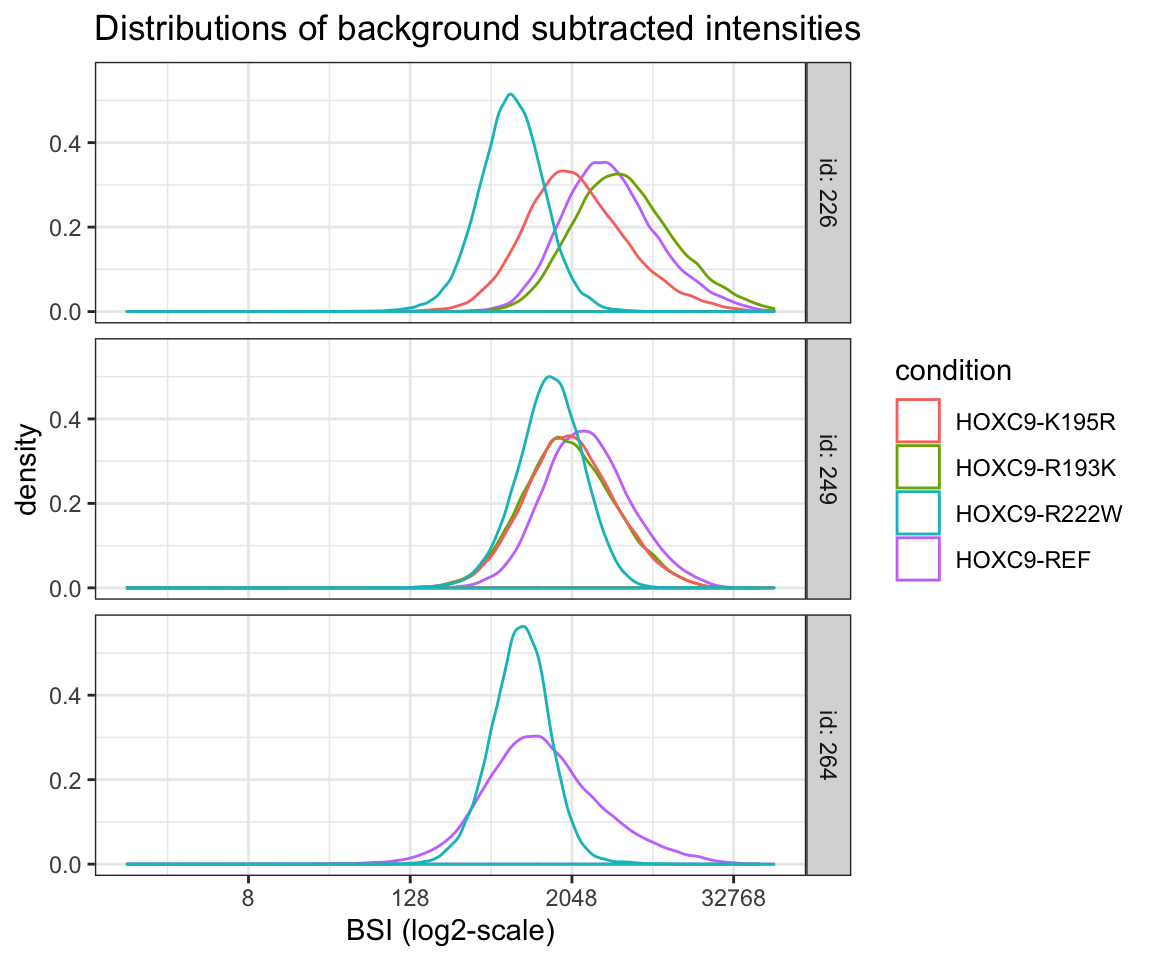 Distributions of background subtracted intensities
0.4
0.2
0.0
id: 226
0.4
0.2
0.0
id: 249
0.4
0.2
0.0
id: 264
density
8
128
2048
32768
BSI (log2-scale)
condition
HOXC9-K195R
HOXC9-R193K
HOXC9-R222W
HOXC9-REF